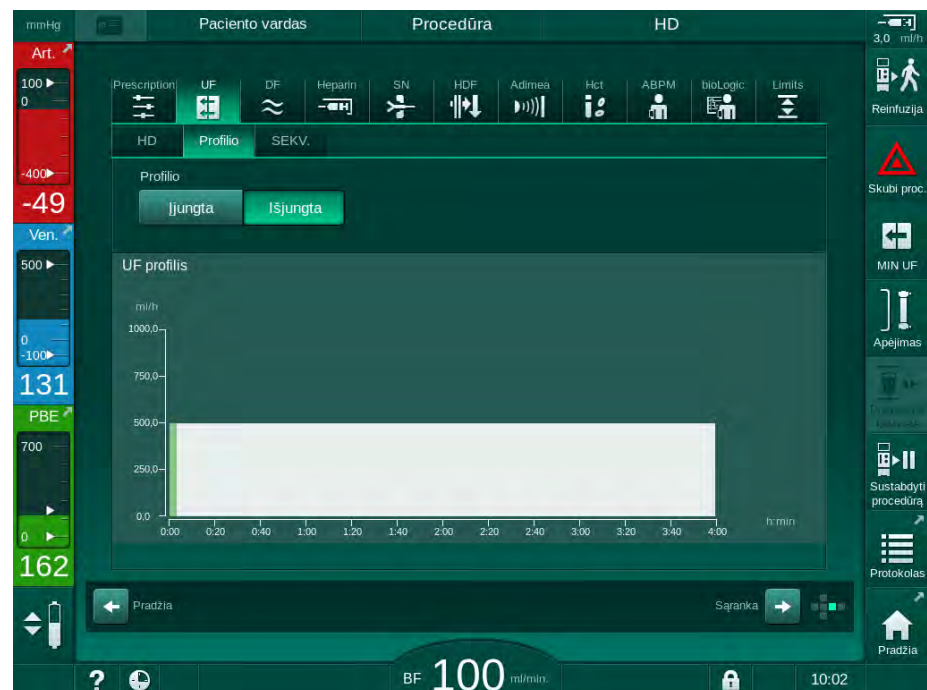 mmHg
Paciento vardas
Procedūra
HD
3,0 ml/h
Art.
100
0
-400
-49
Ven.
500
0
-100
131
PBE
700
0
162
Prescription
UF
DF
Heparin
SN
HDF
Adimea
Hct
ABPM
bioLogic
Limits
HD
Profilio
SEKV.
Profilio
Įjungta
Išjungta
UF profilis
ml/h
1000,0
750,0
500,0
250,0
0,0
0:00 0:20 0:40 1:00 1:20 1:40 2:00 2:20 2:40 3:00 3:20 3:40 4:00
h:min
Pradžia
Sąranka
Reinfuzija
Skubi proc.
MIN UF
Apėjimas
Sustabdyti
procedūrą
Protokolas
Pradžia
?
BF 100 ml/min.
10:02